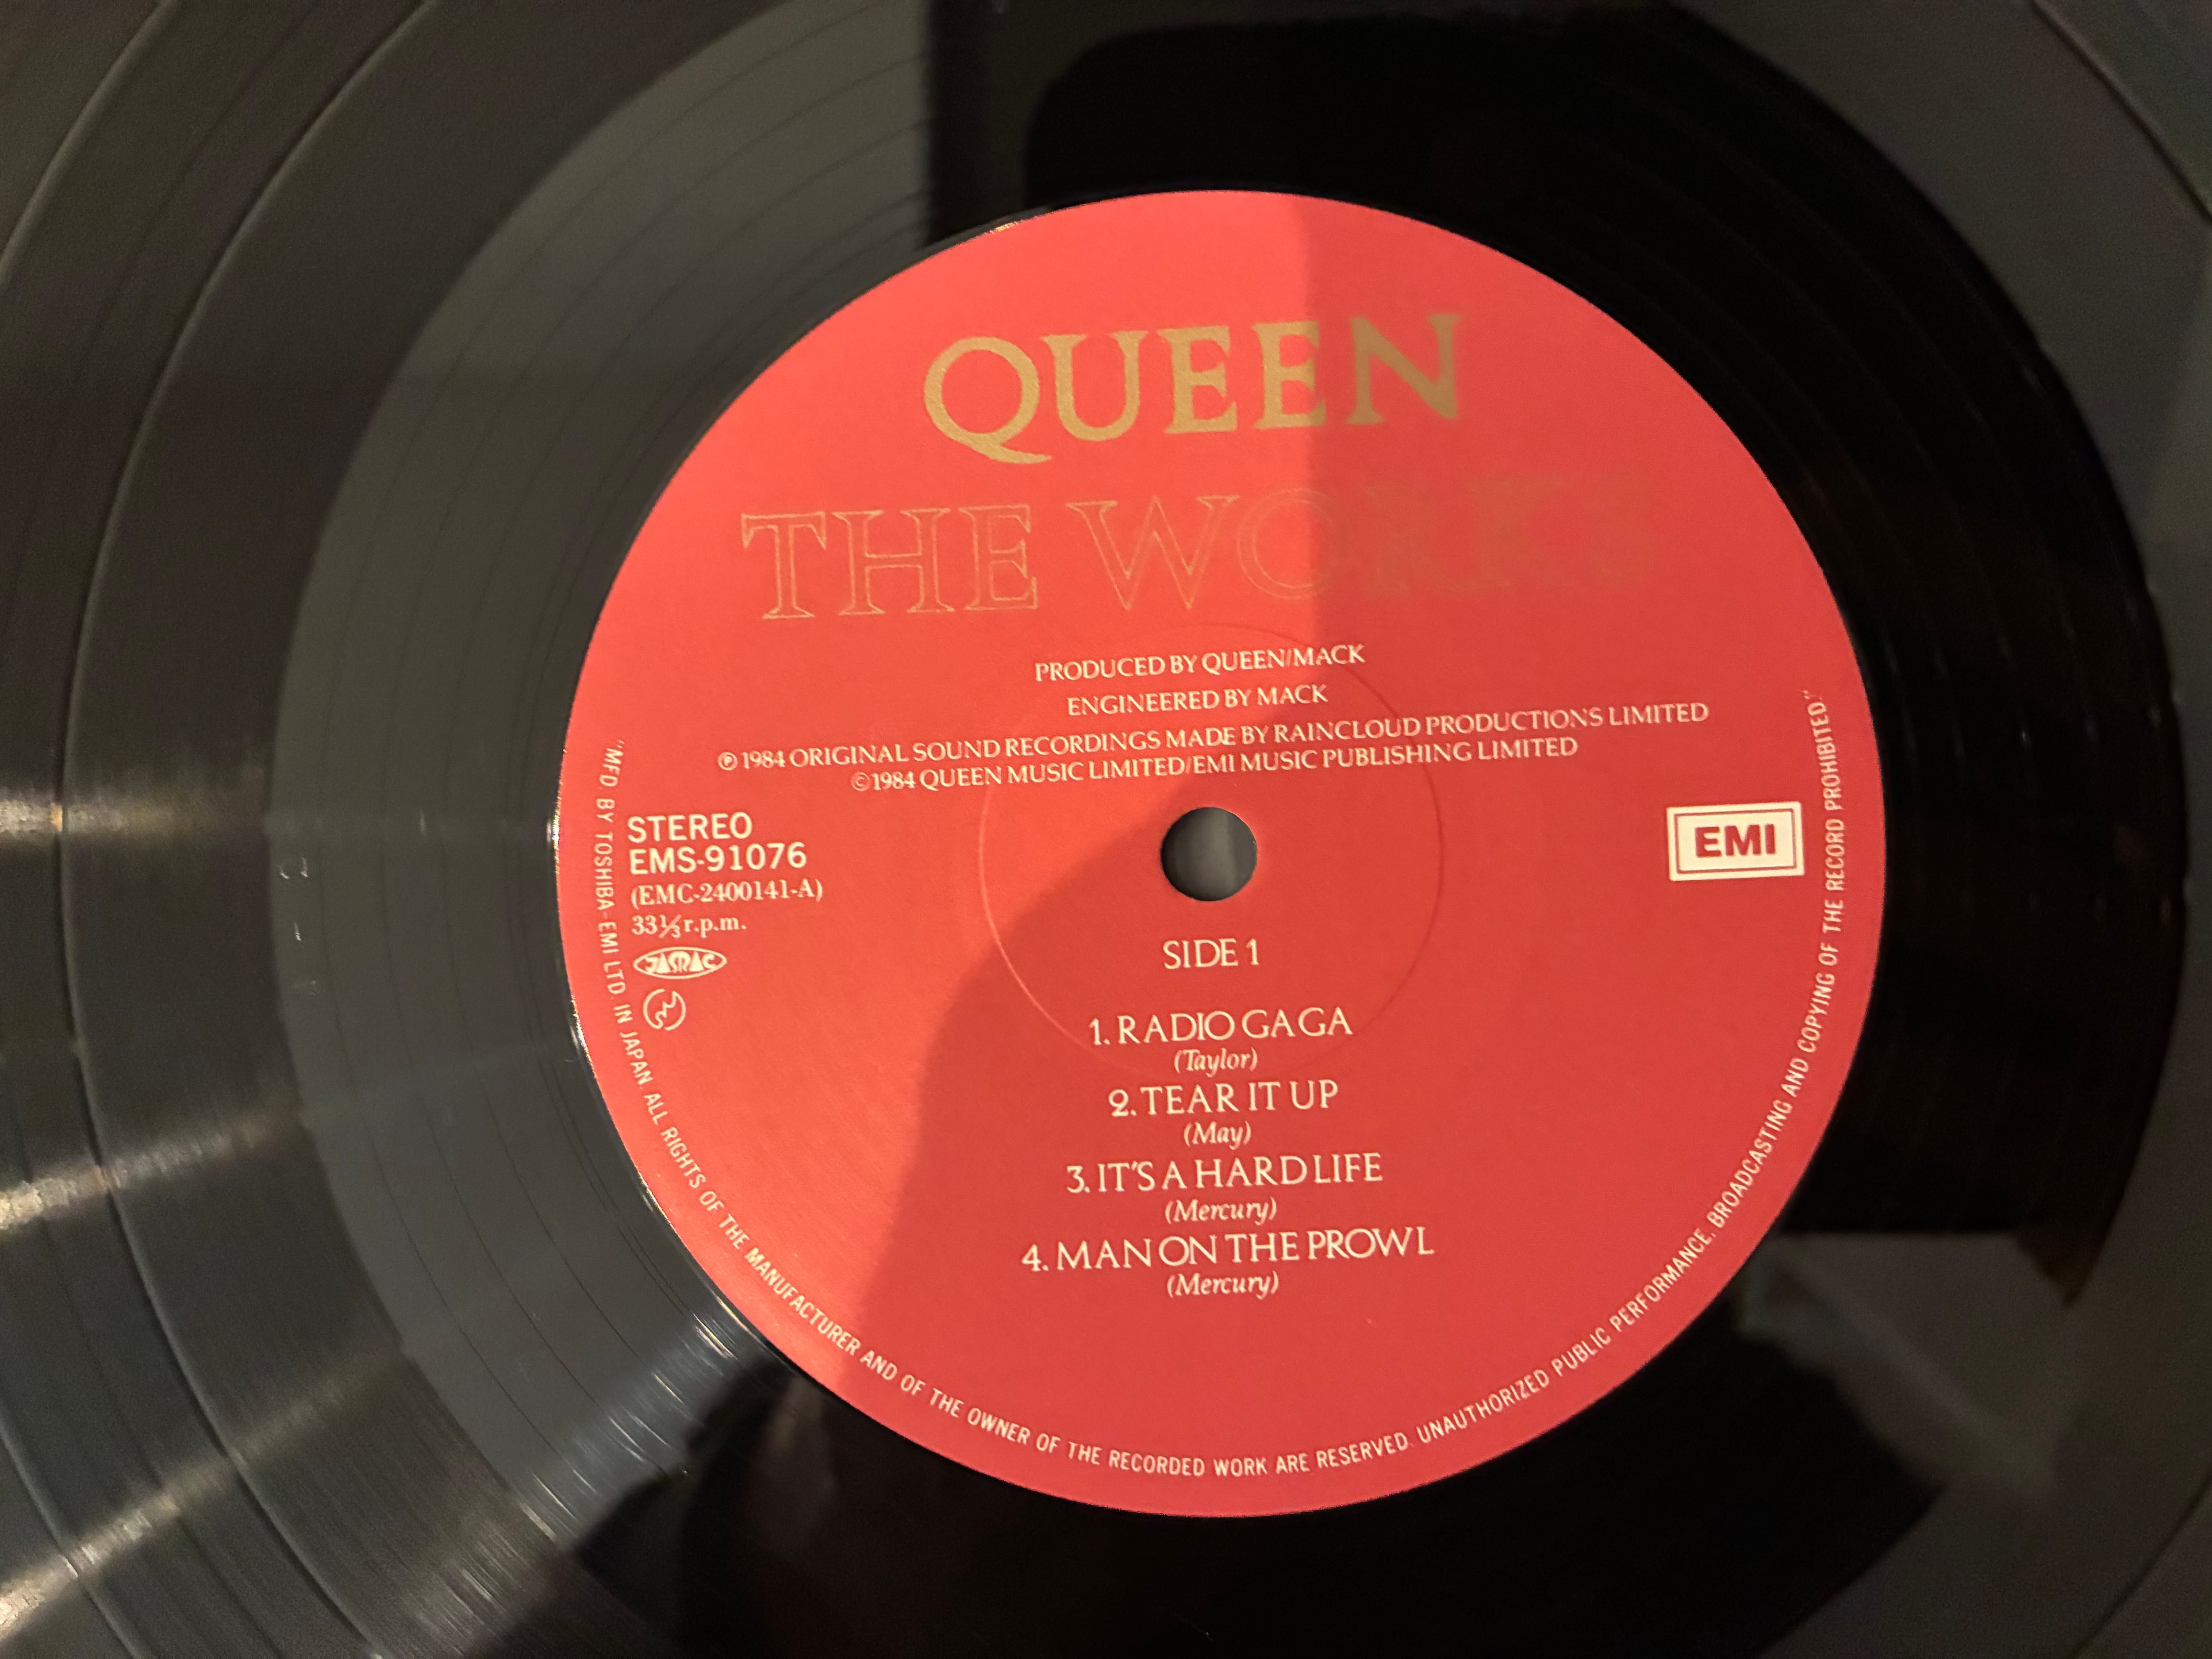 QUEEN
THE WORKS
PRODUCED BY QUEEN/MACK
ENGINEERED BY MACK
℗1984 ORIGINAL SOUND RECORDINGS MADE BY RAINCLOUD PRODUCTIONS LIMITED
©1984 QUEEN MUSIC LIMITED/EMI MUSIC PUBLISHING LIMITED
STEREO
EMS-91076
(EMC-2400141-A)
33⅓ r.p.m.
JASRAC
EMI
SIDE 1
1. RADIO GA GA
(Taylor)
2. TEAR IT UP
(May)
3. IT'S A HARD LIFE
(Mercury)
4. MAN ON THE PROWL
(Mercury)
"MFD. BY TOSHIBA-EMI LTD. IN JAPAN. ALL RIGHTS OF THE MANUFACTURER AND OF THE OWNER OF THE RECORDED WORK ARE RESERVED. UNAUTHORIZED PUBLIC PERFORMANCE, BROADCASTING AND COPYING OF THE RECORD PROHIBITED."